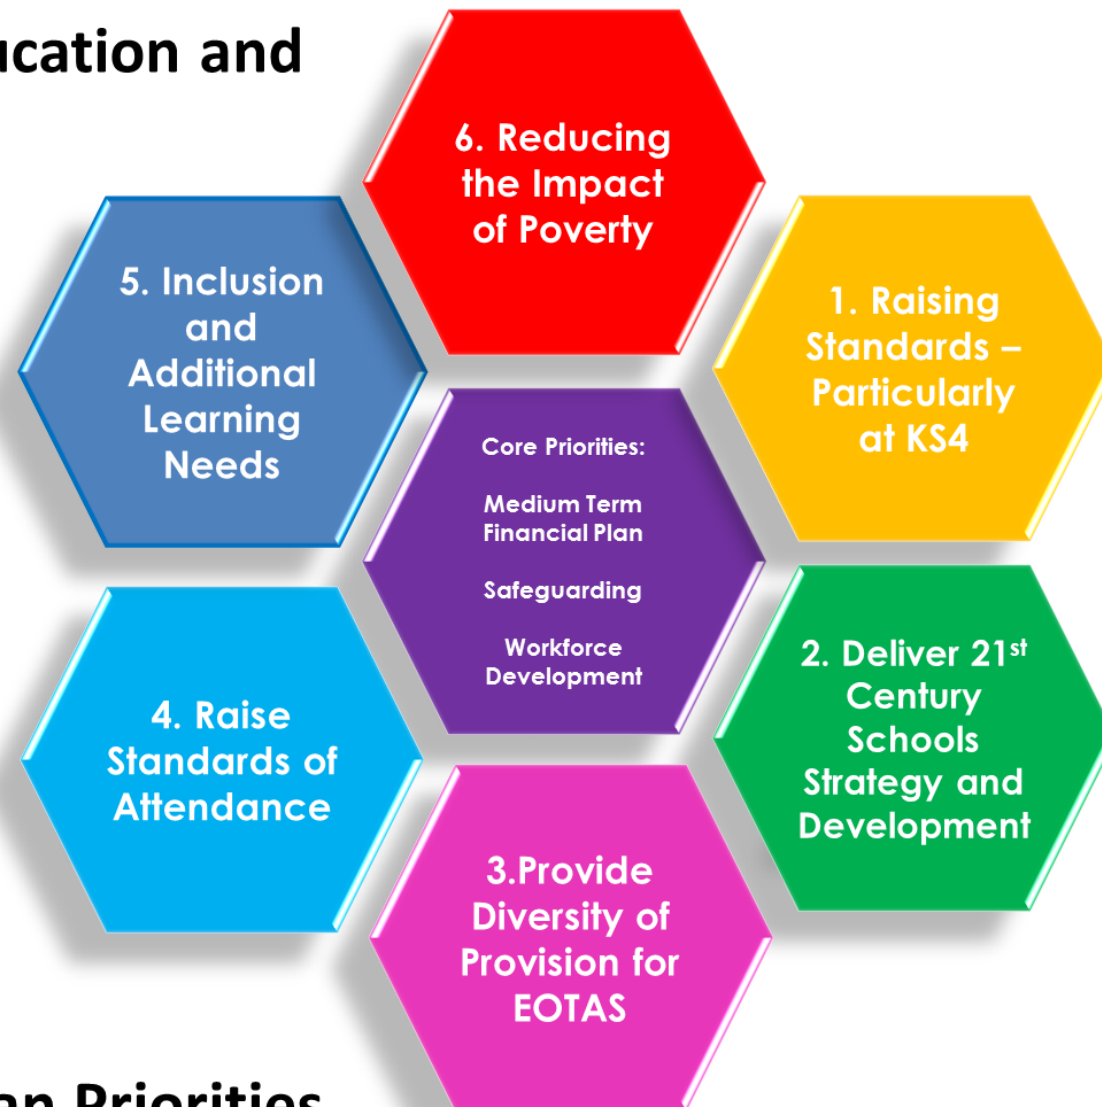 ucation and
6. Reducing
the Impact
of Poverty
5. Inclusion
and
Additional
Learning
Needs
1. Raising
Standards –
Particularly
at KS4
Core Priorities:
Medium Term
Financial Plan
Safeguarding
Workforce
Development
2. Deliver 21st
Century
Schools
Strategy and
Development
4. Raise
Standards of
Attendance
3.Provide
Diversity of
Provision for
EOTAS
an Priorities